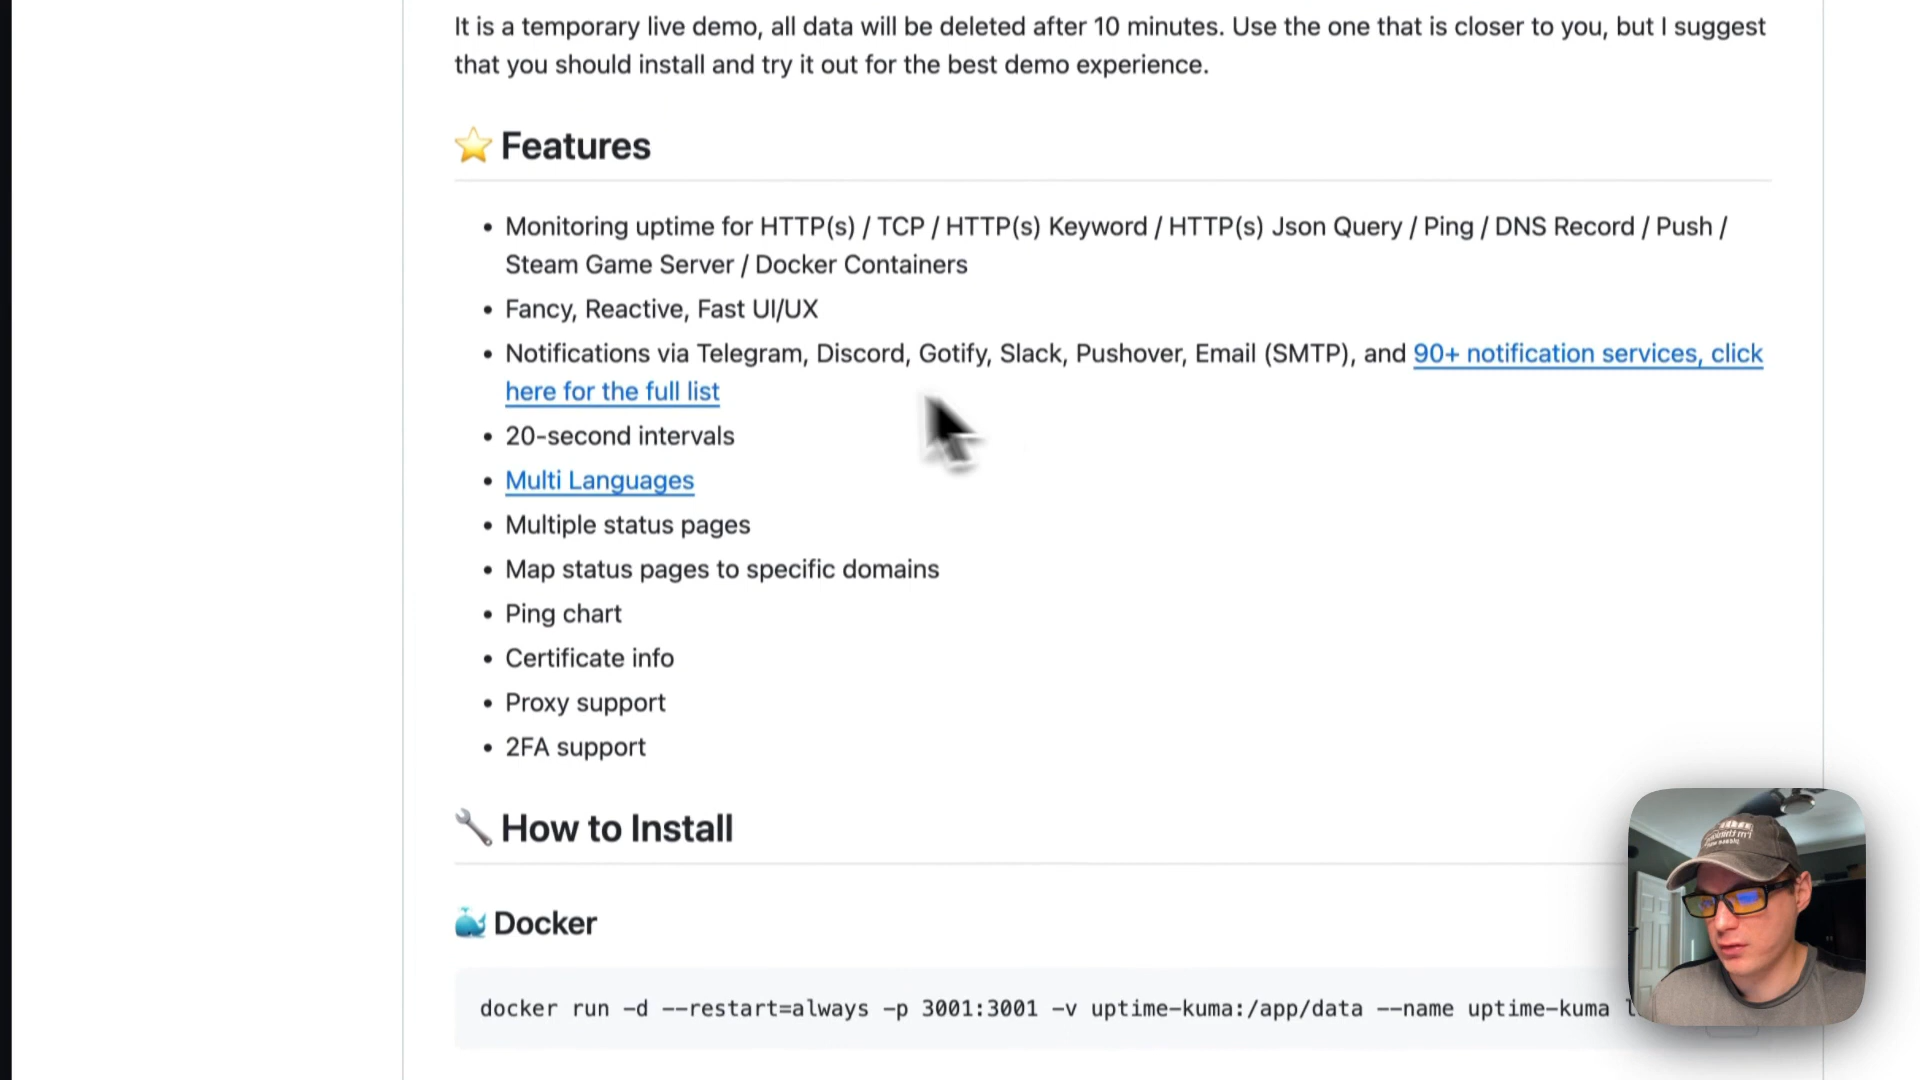 It is a temporary live demo, all data will be deleted after 10 minutes. Use the one that is closer to you, but I suggest
that you should install and try it out for the best demo experience.
⭐ Features
• Monitoring uptime for HTTP(s) / TCP / HTTP(s) Keyword / HTTP(s) Json Query / Ping / DNS Record / Push /
Steam Game Server / Docker Containers
• Fancy, Reactive, Fast UI/UX
• Notifications via Telegram, Discord, Gotify, Slack, Pushover, Email (SMTP), and 90+ notification services, click
here for the full list
• 20-second intervals
• Multi Languages
• Multiple status pages
• Map status pages to specific domains
• Ping chart
• Certificate info
• Proxy support
• 2FA support
🔧 How to Install
🐳 Docker
docker run -d --restart=always -p 3001:3001 -v uptime-kuma:/app/data --name uptime-kuma